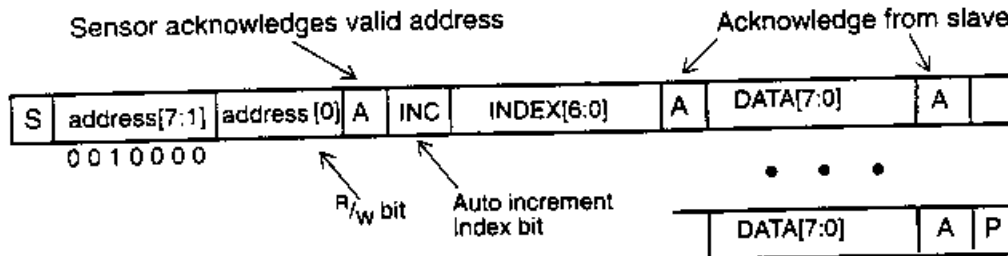 Sensor acknowledges valid address
Acknowledge from slave
S address[7:1] address[0] A INC INDEX[6:0] A DATA[7:0] A
0010000
R/W bit
Auto increment
Index bit
• • •
DATA[7:0] A P